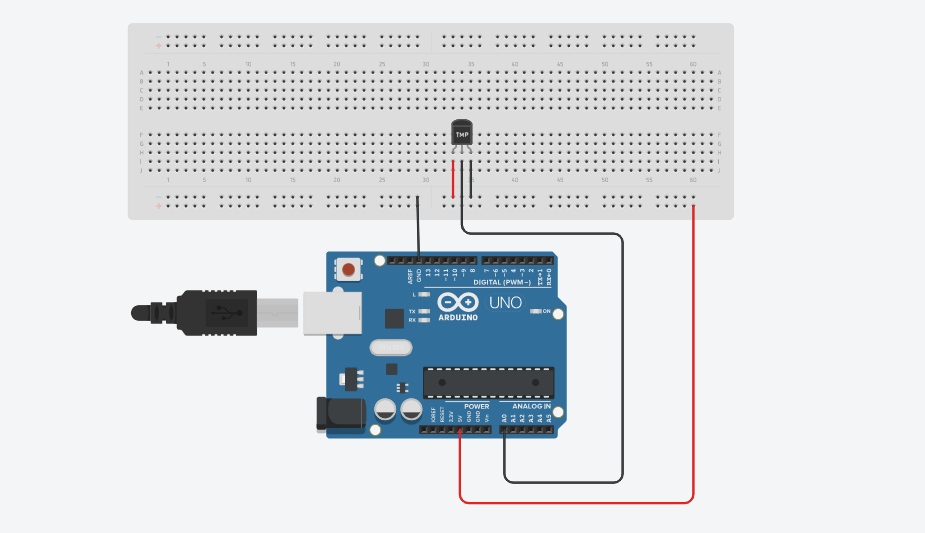 1 5 10 15 20 25 30 35 40 45 50 55 60
A A
B B
C C
D D
E E
TMP
F F
G G
H H
I I
J J
1 5 10 15 20 25 30 35 40 45 50 55 60
AREF
GND
13
12
~11
~10
~9
8
7
~6
~5
4
~3
2
TX→1
RX←0
DIGITAL (PWM~)
L
TX
RX
UNO
ARDUINO
ON
POWER
ANALOG IN
IOREF
RESET
3.3V
5V
GND
GND
Vin
A0
A1
A2
A3
A4
A5